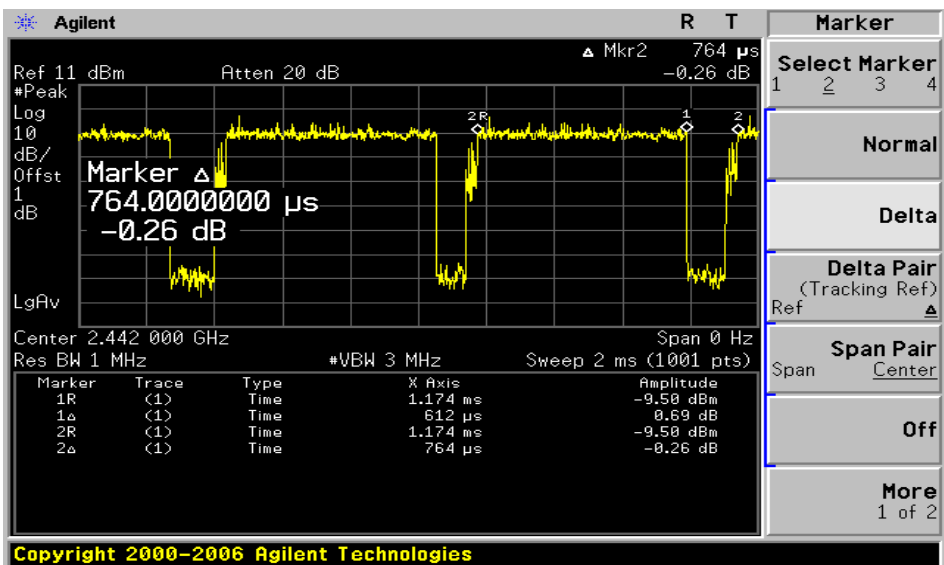 Agilent R T Marker
Δ Mkr2 764 µs
Ref 11 dBm Atten 20 dB -0.26 dB
#Peak
Log
10
dB/
Offst
1
dB
2R 1 2
Marker Δ
764.0000000 µs
-0.26 dB
LgAv
Center 2.442 000 GHz Span 0 Hz
Res BW 1 MHz #VBW 3 MHz Sweep 2 ms (1001 pts)
Marker Trace Type X Axis Amplitude
1R (1) Time 1.174 ms -9.50 dBm
1Δ (1) Time 612 µs 0.69 dB
2R (1) Time 1.174 ms -9.50 dBm
2Δ (1) Time 764 µs -0.26 dB
Select Marker
1 2 3 4
Normal
Delta
Delta Pair
(Tracking Ref)
Ref Δ
Span Pair
Span Center
Off
More
1 of 2
Copyright 2000-2006 Agilent Technologies